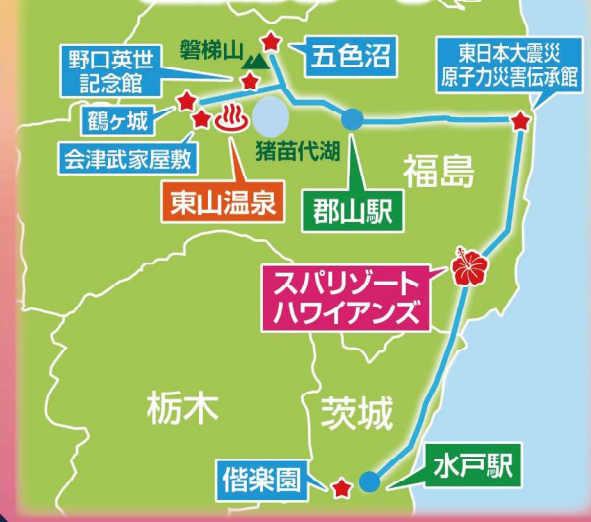 野口英世
記念館
磐梯山
五色沼
東日本大震災
原子力災害伝承館
鶴ヶ城
会津武家屋敷
猪苗代湖
東山温泉
郡山駅
福島
スパリゾート
ハワイアンズ
栃木
茨城
偕楽園
水戸駅